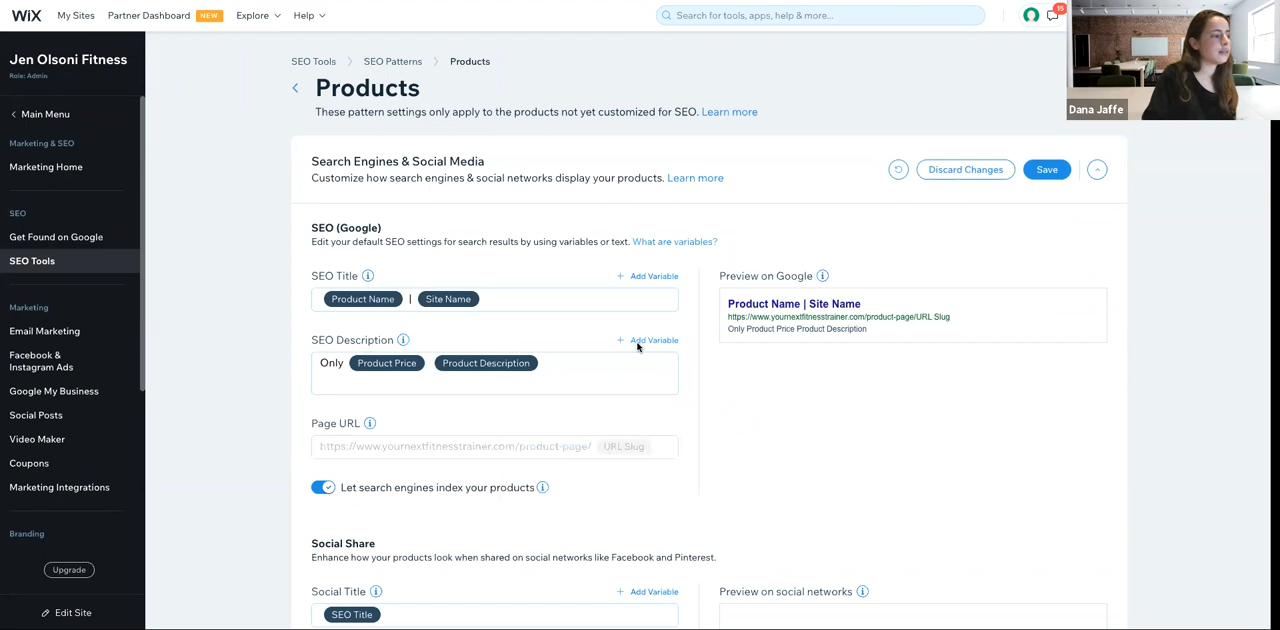 WiX My Sites Partner Dashboard NEW Explore Help Search for tools, apps, help & more... 15
Dana Jaffe
Jen Olsoni Fitness
Role: Admin
Main Menu
Marketing & SEO
Marketing Home
SEO
Get Found on Google
SEO Tools
Marketing
Email Marketing
Facebook &
Instagram Ads
Google My Business
Social Posts
Video Maker
Coupons
Marketing Integrations
Branding
Upgrade
Edit Site
SEO Tools SEO Patterns Products
Products
These pattern settings only apply to the products not yet customized for SEO. Learn more
Search Engines & Social Media
Customize how search engines & social networks display your products. Learn more
Discard Changes Save
SEO (Google)
Edit your default SEO settings for search results by using variables or text. What are variables?
SEO Title + Add Variable
Product Name | Site Name
SEO Description + Add Variable
Only Product Price Product Description
Page URL
https://www.yournextfitnesstrainer.com/product-page/ URL Slug
Let search engines index your products
Preview on Google
Product Name | Site Name
https://www.yournextfitnesstrainer.com/product-page/URL Slug
Only Product Price Product Description
Social Share
Enhance how your products look when shared on social networks like Facebook and Pinterest.
Social Title + Add Variable
SEO Title
Preview on social networks